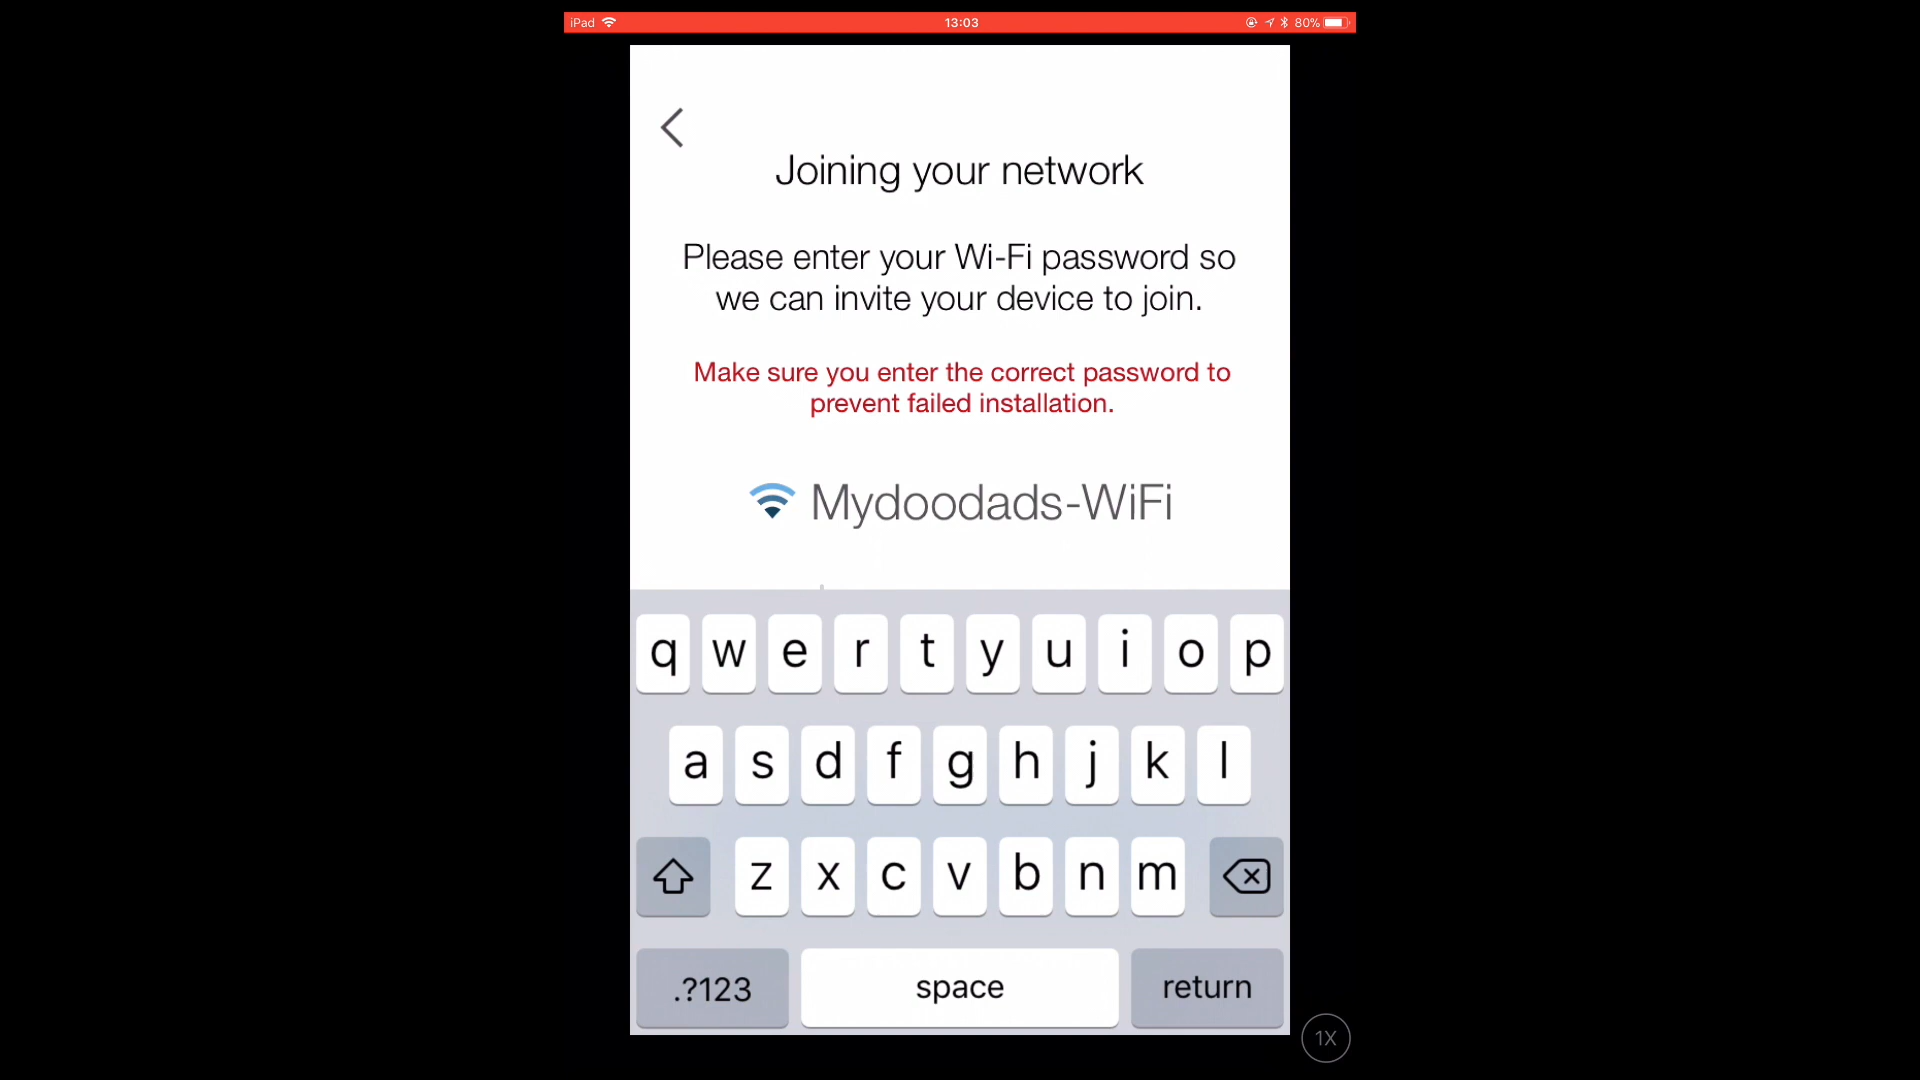 iPad 13:03 80%
Joining your network
Please enter your Wi-Fi password so
we can invite your device to join.
Make sure you enter the correct password to
prevent failed installation.
Mydoodads-WiFi
q w e r t y u i o p
a s d f g h j k l
z x c v b n m
.?123 space return
1X